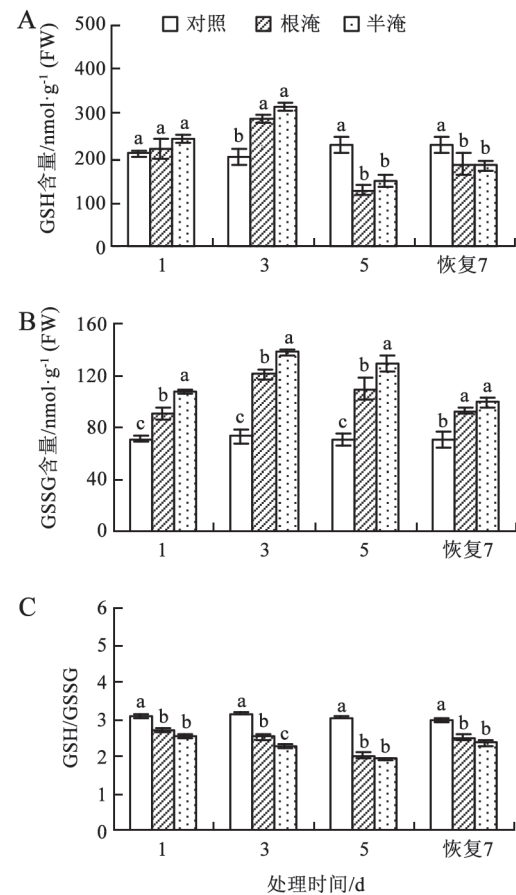 A
对照 根淹 半淹
GSH含量/nmol·g⁻¹ (FW)
500
300
200
100
0
a a a
b a a
a b b
a b b
1 3 5 恢复7
B
GSSG含量/nmol·g⁻¹ (FW)
160
120
80
40
0
c b a
c b a
c b a
b a a
1 3 5 恢复7
C
GSH/GSSG
6
5
4
3
2
1
0
a b b
a b c
a b b
a b b
1 3 5 恢复7
处理时间/d